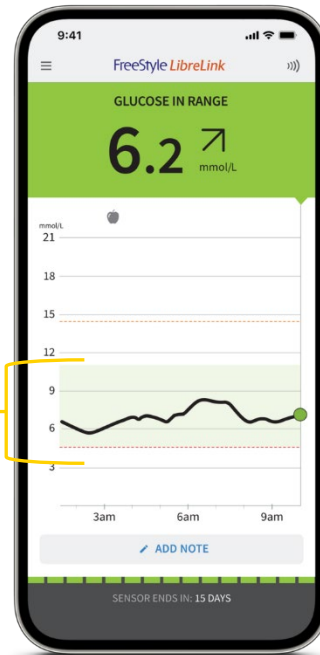 9:41
FreeStyle LibreLink
GLUCOSE IN RANGE
6.2
mmol/L
mmol/L
21
18
15
12
9
6
3
3am 6am 9am
ADD NOTE
SENSOR ENDS IN: 15 DAYS